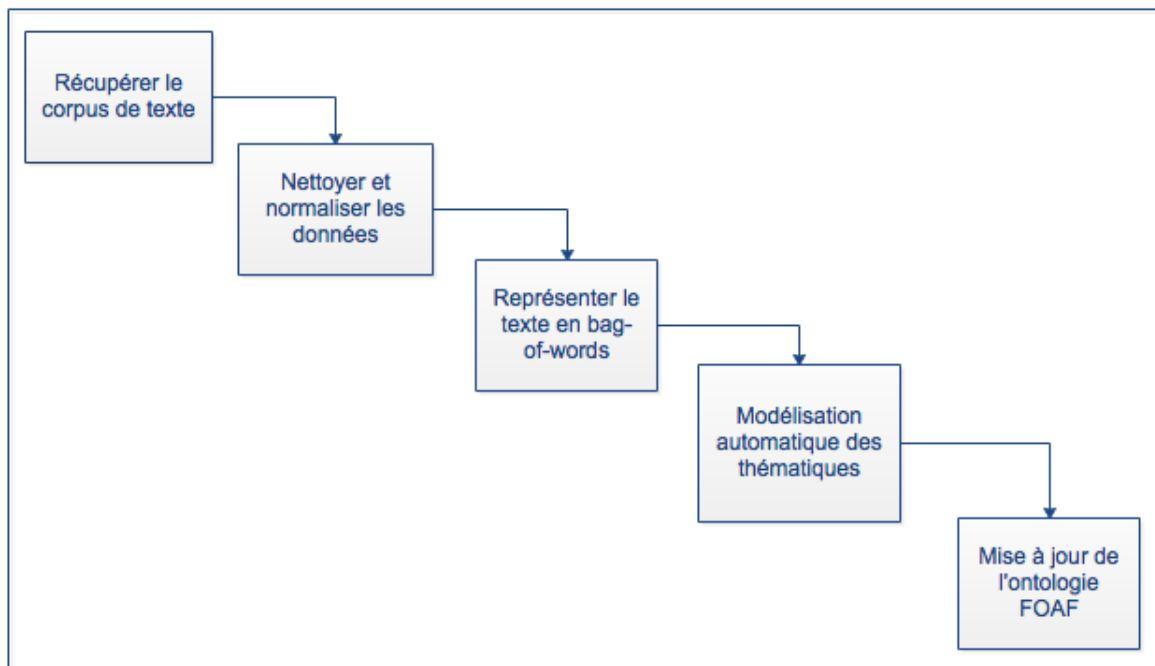 Récupérer le
corpus de texte
Nettoyer et
normaliser les
données
Représenter le
texte en bag-
of-words
Modélisation
automatique des
thématiques
Mise à jour de
l'ontologie
FOAF